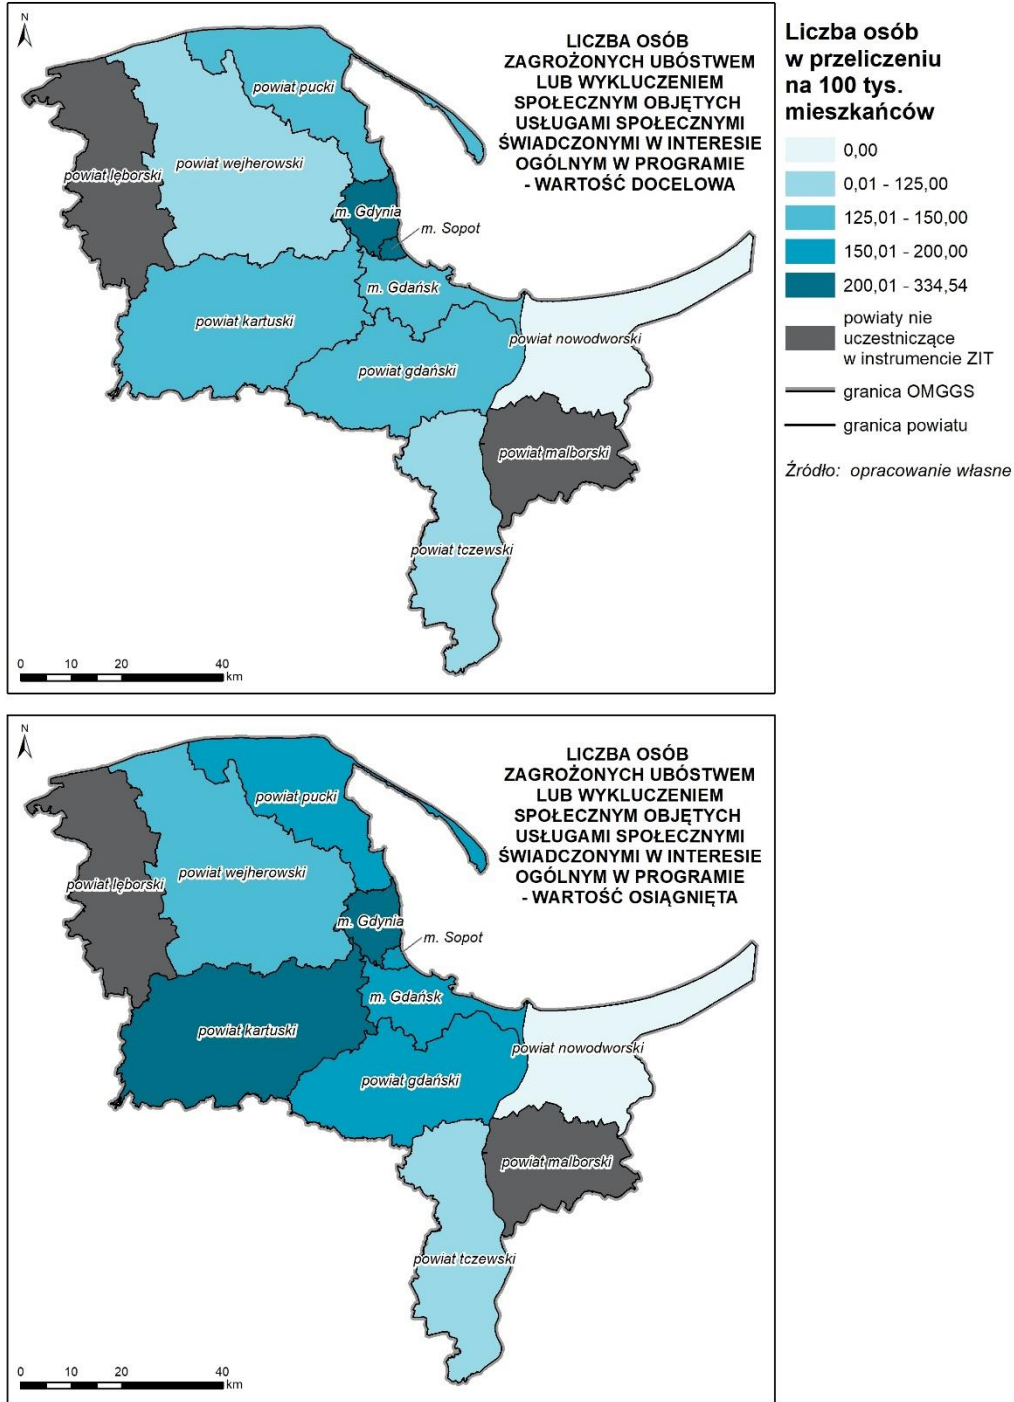 N
LICZBA OSÓB
ZAGROŻONYCH UBÓSTWEM
LUB WYKLUCZENIEM
SPOŁECZNYM OBJĘTYCH
USŁUGAMI SPOŁECZNYMI
ŚWIADCZONYMI W INTERESIE
OGÓLNYM W PROGRAMIE
- WARTOŚĆ DOCELOWA
powiat pucki
powiat wejherowski
powiat lęborski
m. Gdynia
m. Sopot
m. Gdańsk
powiat kartuski
powiat nowodworski
powiat gdański
powiat malborski
powiat tczewski
0 10 20 40
km
Liczba osób
w przeliczeniu
na 100 tys.
mieszkańców
0,00
0,01 - 125,00
125,01 - 150,00
150,01 - 200,00
200,01 - 334,54
powiaty nie
uczestniczące
w instrumencie ZIT
granica OMGGS
granica powiatu
Źródło: opracowanie własne
N
LICZBA OSÓB
ZAGROŻONYCH UBÓSTWEM
LUB WYKLUCZENIEM
SPOŁECZNYM OBJĘTYCH
USŁUGAMI SPOŁECZNYMI
ŚWIADCZONYMI W INTERESIE
OGÓLNYM W PROGRAMIE
- WARTOŚĆ OSIĄGNIĘTA
powiat pucki
powiat wejherowski
powiat lęborski
m. Gdynia
m. Sopot
m. Gdańsk
powiat kartuski
powiat nowodworski
powiat gdański
powiat malborski
powiat tczewski
0 10 20 40
km